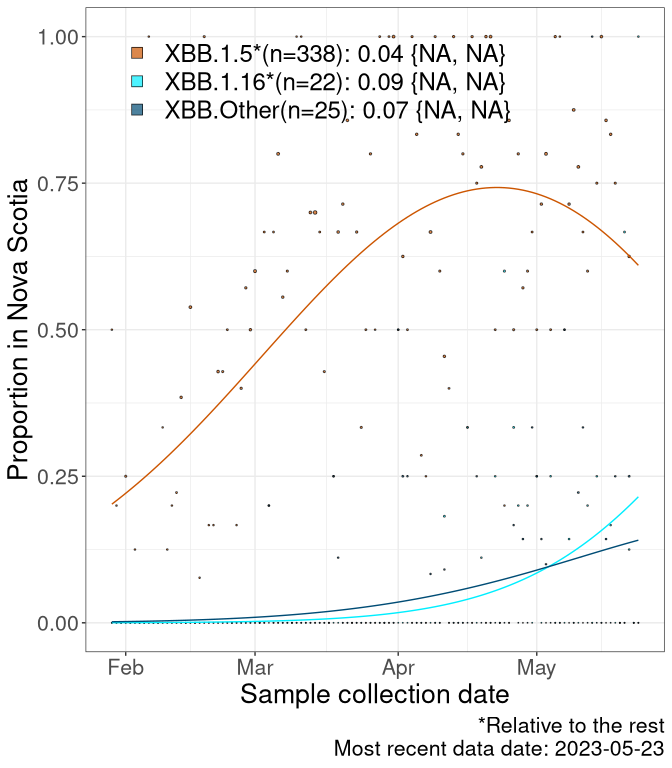 1.00
0.75
0.50
0.25
0.00
Proportion in Nova Scotia
XBB.1.5*(n=338): 0.04 {NA, NA}
XBB.1.16*(n=22): 0.09 {NA, NA}
XBB.Other(n=25): 0.07 {NA, NA}
Feb Mar Apr May
Sample collection date
*Relative to the rest
Most recent data date: 2023-05-23